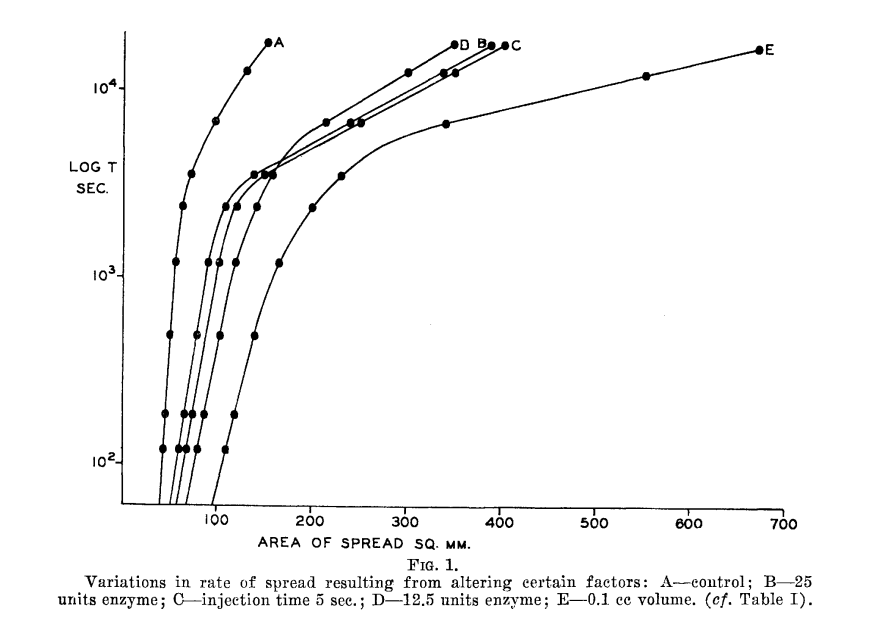 A
D
B
C
E
10⁴
LOG T
SEC.
10³
10²
100 200 300 400 500 600 700
AREA OF SPREAD SQ. MM.
FIG. 1.
Variations in rate of spread resulting from altering certain factors: A—control; B—25
units enzyme; C—injection time 5 sec.; D—12.5 units enzyme; E—0.1 cc volume. (cf. Table I).